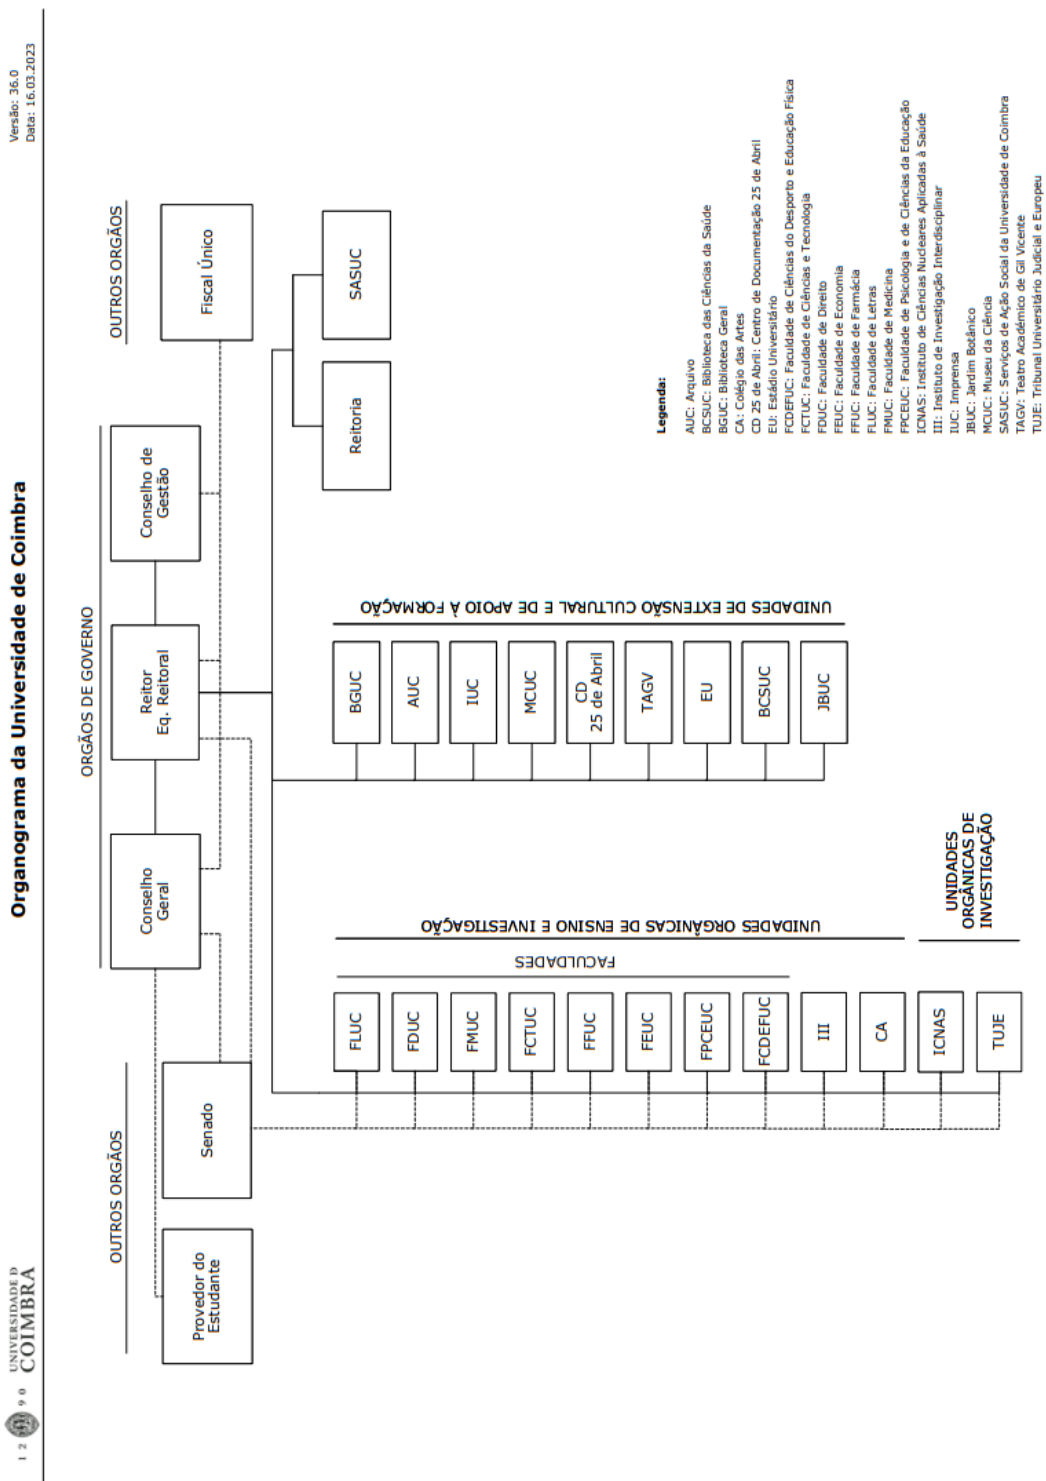 1 2 9 0
UNIVERSIDADE D
COIMBRA
Organograma da Universidade de Coimbra
Versão: 36.0
Data: 16.03.2023
OUTROS ORGÃOS
Provedor do
Estudante
Senado
ORGÃOS DE GOVERNO
Conselho
Geral
Reitor
Eq. Reitoral
Conselho de
Gestão
OUTROS ORGÃOS
Fiscal Único
Reitoria
SASUC
FLUC
FDUC
FMUC
FCTUC
FFUC
FEUC
FPCEUC
FCDEFUC
III
CA
ICNAS
TUJE
FACULDADES
UNIDADES ORGÂNICAS DE ENSINO E INVESTIGAÇÃO
UNIDADES
ORGÂNICAS DE
INVESTIGAÇÃO
BGUC
AUC
IUC
MCUC
CD
25 de Abril
TAGV
EU
BCSUC
JBUC
UNIDADES DE EXTENSÃO CULTURAL E DE APOIO À FORMAÇÃO
Legenda:
AUC: Arquivo
BCSUC: Biblioteca das Ciências da Saúde
BGUC: Biblioteca Geral
CA: Colégio das Artes
CD 25 de Abril: Centro de Documentação 25 de Abril
EU: Estádio Universitário
FCDEFUC: Faculdade de Ciências do Desporto e Educação Física
FCTUC: Faculdade de Ciências e Tecnologia
FDUC: Faculdade de Direito
FEUC: Faculdade de Economia
FFUC: Faculdade de Farmácia
FLUC: Faculdade de Letras
FMUC: Faculdade de Medicina
FPCEUC: Faculdade de Psicologia e de Ciências da Educação
ICNAS: Instituto de Ciências Nucleares Aplicadas à Saúde
III: Instituto de Investigação Interdisciplinar
IUC: Imprensa
JBUC: Jardim Botânico
MCUC: Museu da Ciência
SASUC: Serviços de Ação Social da Universidade de Coimbra
TAGV: Teatro Académico de Gil Vicente
TUJE: Tribunal Universitário Judicial e Europeu